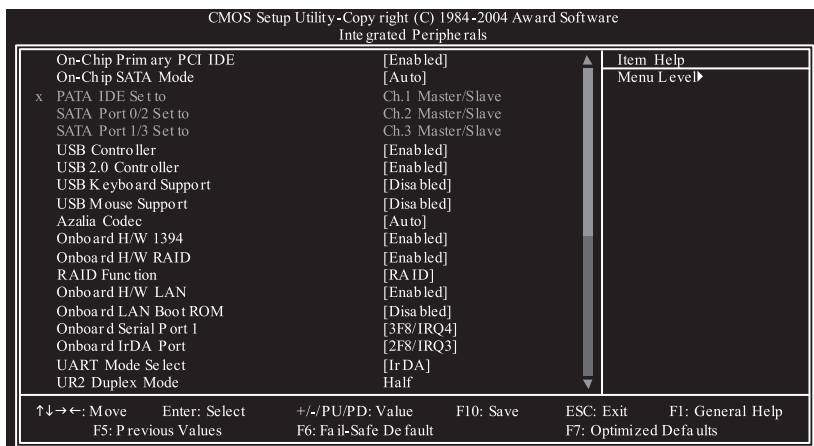 CMOS Setup Utility-Copyright (C) 1984-2004 Award Software
Integrated Peripherals
On-Chip Primary PCI IDE [Enabled] Item Help
On-Chip SATA Mode [Auto] Menu Level
x PATA IDE Set to Ch.1 Master/Slave
SATA Port 0/2 Set to Ch.2 Master/Slave
SATA Port 1/3 Set to Ch.3 Master/Slave
USB Controller [Enabled]
USB 2.0 Controller [Enabled]
USB Keyboard Support [Disabled]
USB Mouse Support [Disabled]
Azalia Codec [Auto]
Onboard H/W 1394 [Enabled]
Onboard H/W RAID [Enabled]
RAID Function [RAID]
Onboard H/W LAN [Enabled]
Onboard LAN Boot ROM [Disabled]
Onboard Serial Port 1 [3F8/IRQ4]
Onboard IrDA Port [2F8/IRQ3]
UART Mode Select [IrDA]
UR2 Duplex Mode Half
↑↓→←: Move Enter: Select +/-/PU/PD: Value F10: Save ESC: Exit F1: General Help
F5: Previous Values F6: Fail-Safe Default F7: Optimized Defaults